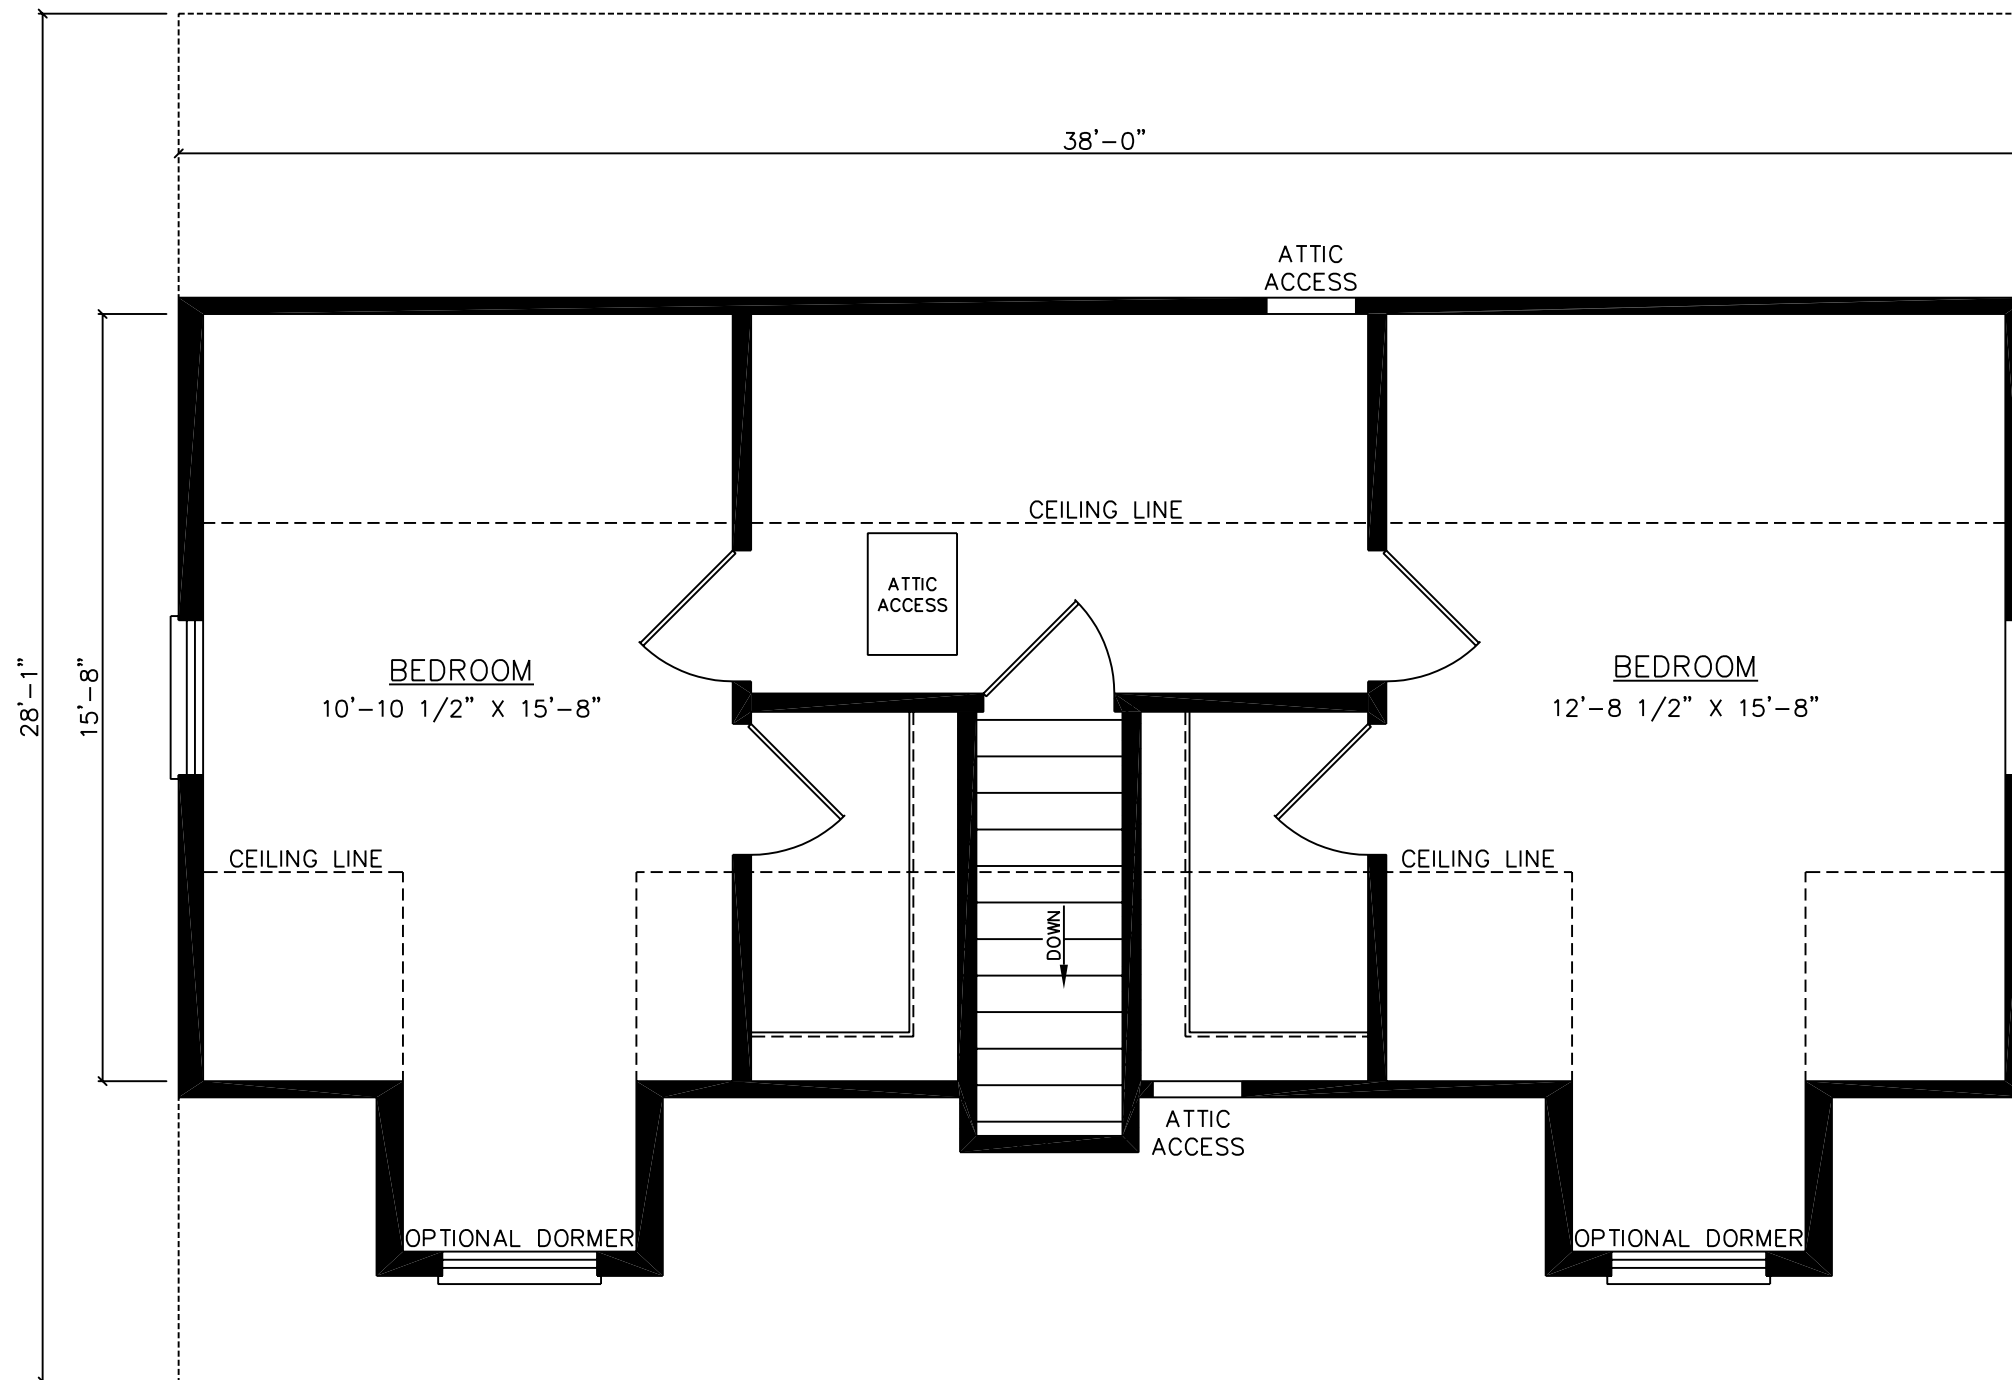 38'-0"
ATTIC
ACCESS
CEILING LINE
ATTIC
ACCESS
28'-1"
15'-8"
BEDROOM
10'-10 1/2" X 15'-8"
BEDROOM
12'-8 1/2" X 15'-8"
CEILING LINE
CEILING LINE
DOWN
ATTIC
ACCESS
OPTIONAL DORMER
OPTIONAL DORMER